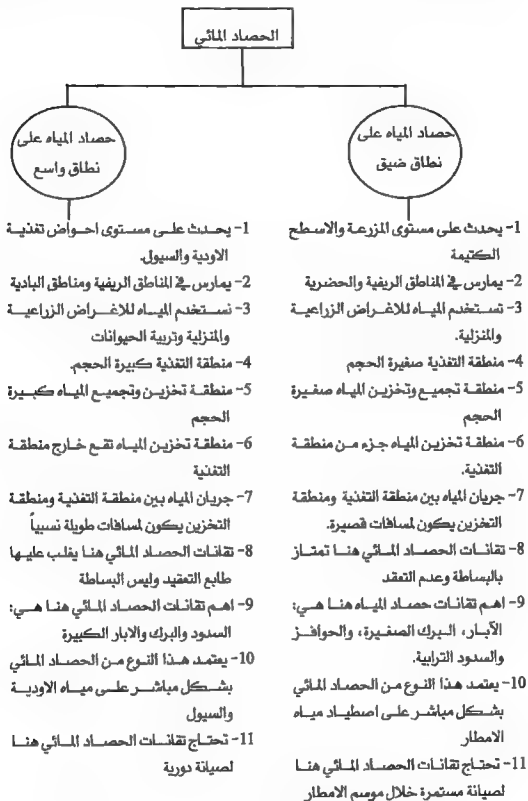 الحصاد المائي
حصاد المياه على
نطاق ضيق
1- يحدث على مستوى المزرعة والاسطح
الكتيمة
2- يمارس في المناطق الريفية والحضرية
3- تستخدم المياه للاغراض الزراعية
والمنزلية.
4- منطقة التغذية صغيرة الحجم
5- منطقة تجميع وتخزين المياه صغيرة
الحجم
6- منطقة تخزين المياه جزء من منطقة
التغذية.
7- جريان المياه بين منطقة التغذية ومنطقة
التخزين يكون لمسافات قصيرة.
8- تقانات الحصاد المائي هنا تمتاز
بالبساطة وعدم التعقد
9- اهم تقانات حصاد المياه هنا هي:
الآبار، البرك الصغيرة، والحوافز
والسدود الترابية.
10- يعتمد هذا النوع من الحصاد المائي
بشكل مباشر على اصطياد مياه
الامطار
11- تحتاج تقانات الحصاد المائي هنا
لصيانة مستمرة خلال موسم الامطار
حصاد المياه على
نطاق واسع
1- يحدث على مستوى احواض تغذية
الاودية والسيول.
2- يمارس في المناطق الريفية ومناطق البادية
3- تستخدم المياه للاغراض الزراعية
والمنزلية وتربية الحيوانات
4- منطقة التغذية كبيرة الحجم.
5- منطقة تخزين وتجميع المياه كبيرة
الحجم
6- منطقة تخزين المياه تقع خارج منطقة
التغذية
7- جريان المياه بين منطقة التغذية ومنطقة
التخزين يكون لمسافات طويلة نسبياً
8- تقانات الحصاد المائي هنا يغلب عليها
طابع التعقيد وليس البساطة
9- اهم تقانات الحصاد المائي هنا هي:
السدود والبرك والابار الكبيرة
10- يعتمد هذا النوع من الحصاد المائي
بشكل مباشر على مياه الاودية
والسيول
11- تحتاج تقانات الحصاد المائي هنا
لصيانة دورية